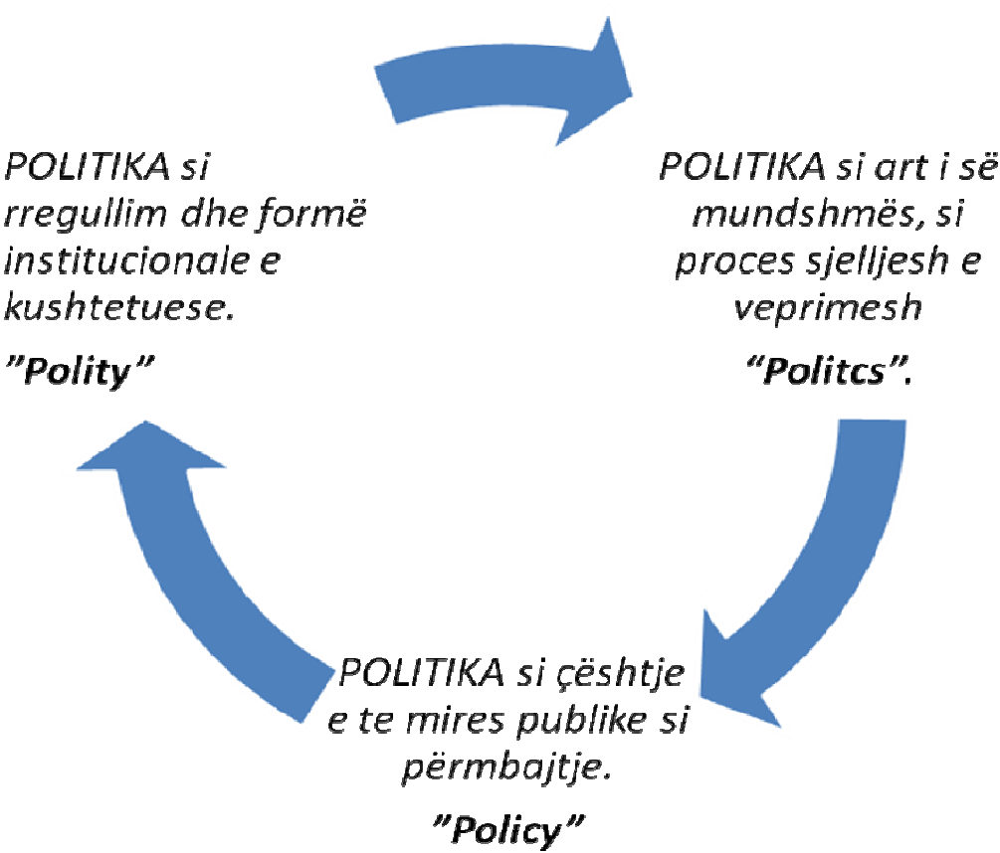 POLITIKA si
rregullim dhe formë
institucionale e
kushtetuese.
”Polity”
POLITIKA si art i së
mundshmës, si
proces sjelljesh e
veprimesh
“Politcs”.
POLITIKA si çështje
e te mires publike si
përmbajtje.
”Policy”